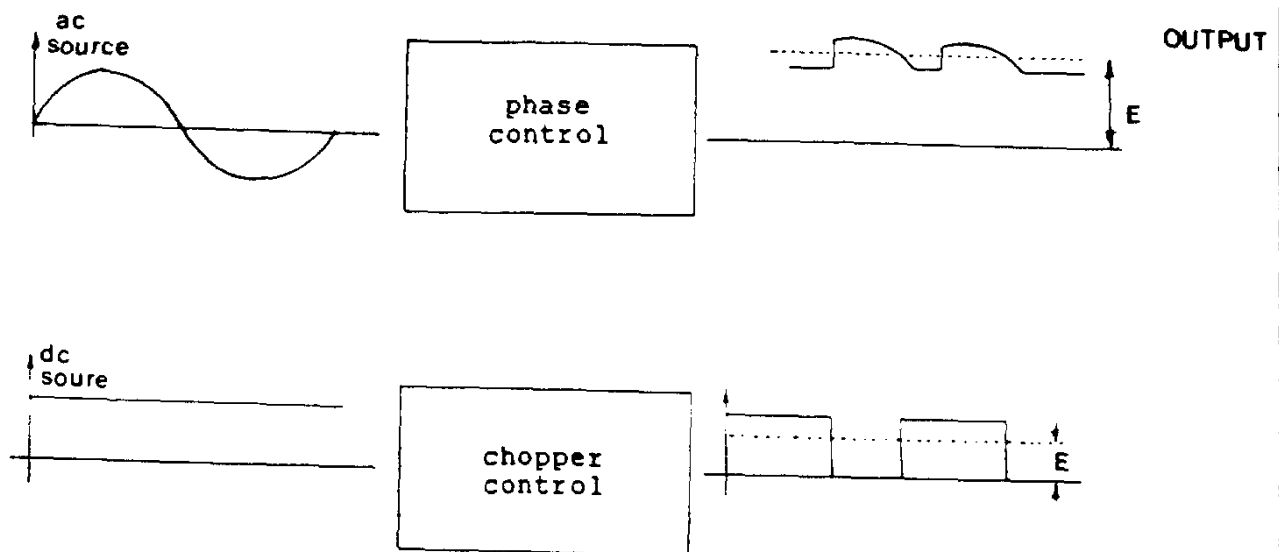 ac
source
OUTPUT
phase
control
E
dc
soure
chopper
control
E